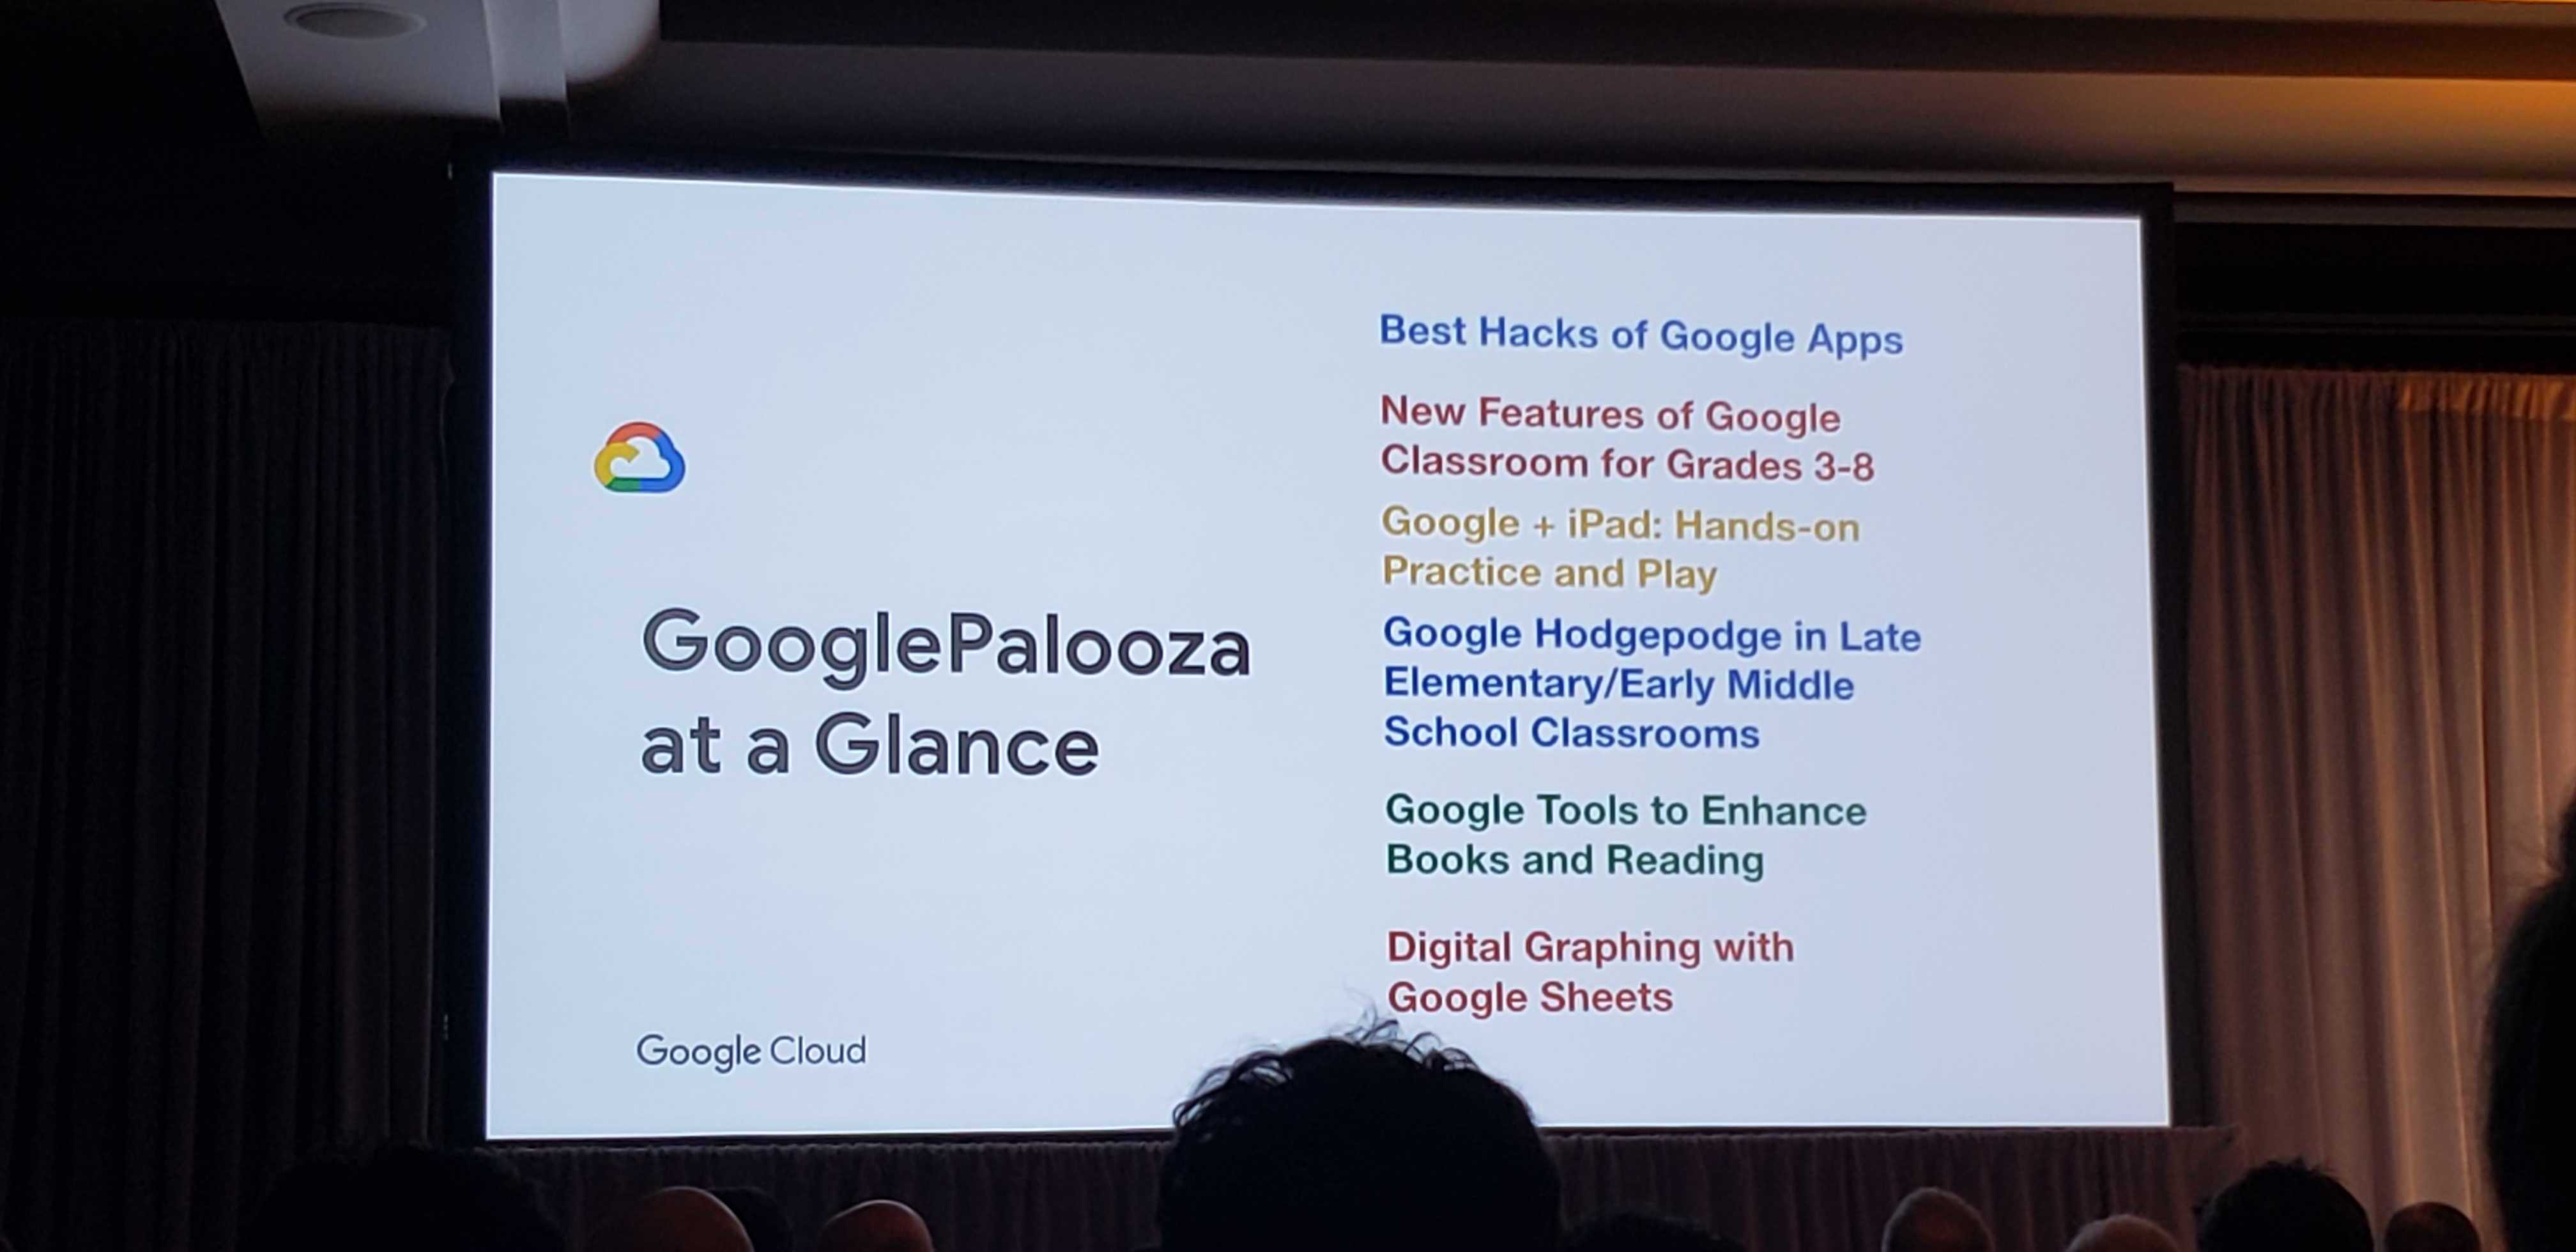 GooglePalooza
at a Glance
Google Cloud
Best Hacks of Google Apps
New Features of Google
Classroom for Grades 3-8
Google + iPad: Hands-on
Practice and Play
Google Hodgepodge in Late
Elementary/Early Middle
School Classrooms
Google Tools to Enhance
Books and Reading
Digital Graphing with
Google Sheets